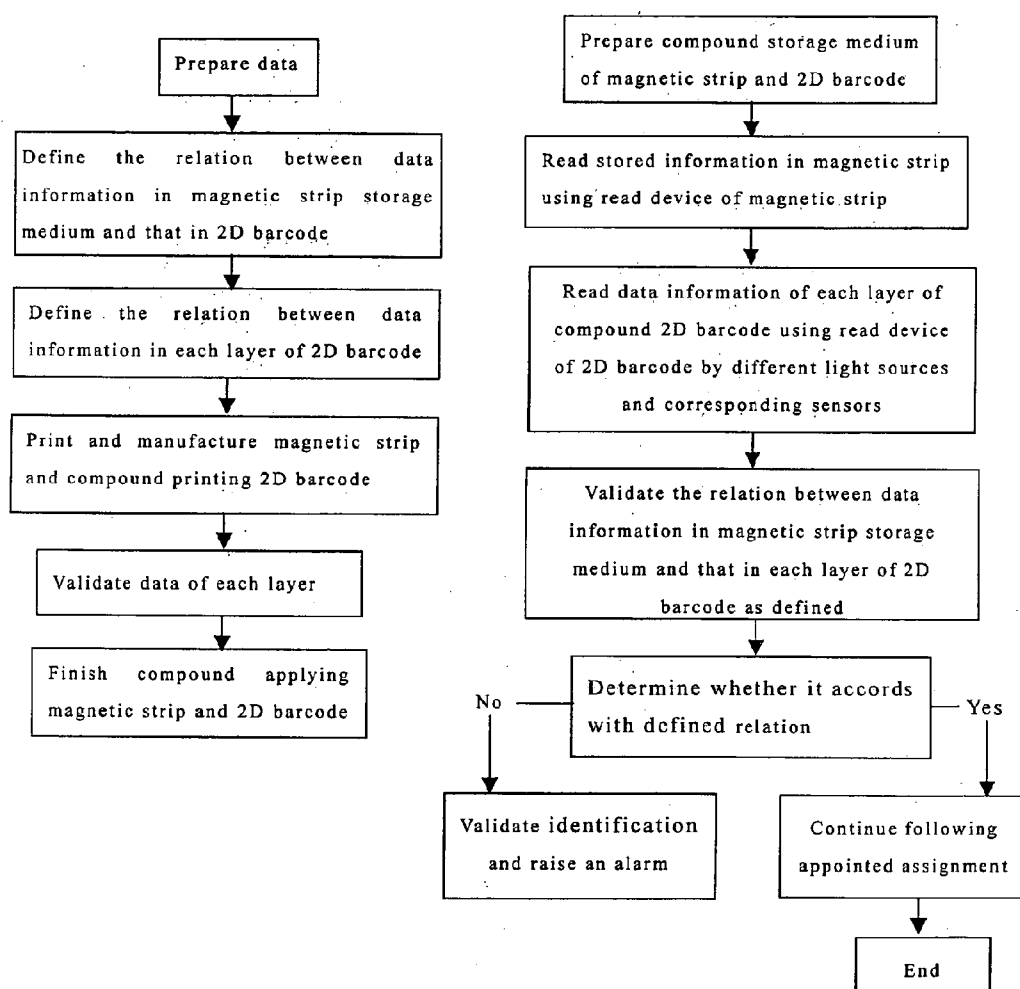 Prepare data
Define the relation between data
information in magnetic strip storage
medium and that in 2D barcode
Define the relation between data
information in each layer of 2D barcode
Print and manufacture magnetic strip
and compound printing 2D barcode
Validate data of each layer
Finish compound applying
magnetic strip and 2D barcode
Prepare compound storage medium
of magnetic strip and 2D barcode
Read stored information in magnetic strip
using read device of magnetic strip
Read data information of each layer of
compound 2D barcode using read device
of 2D barcode by different light sources
and corresponding sensors
Validate the relation between data
information in magnetic strip storage
medium and that in each layer of 2D
barcode as defined
Determine whether it accords
with defined relation
No
Yes
Validate identification
and raise an alarm
Continue following
appointed assignment
End